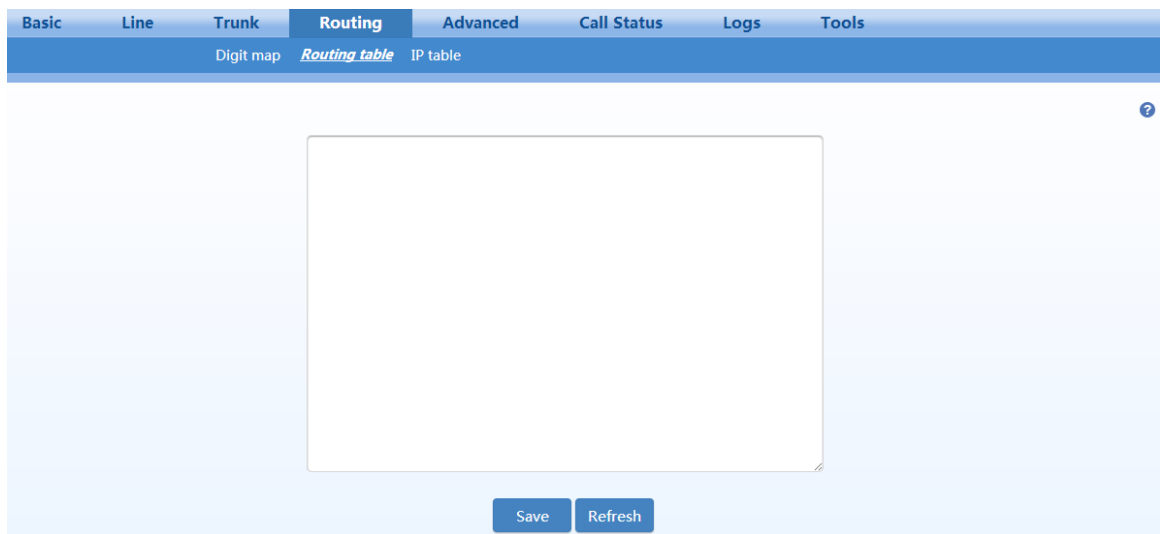 Basic Line Trunk Routing Advanced Call Status Logs Tools
Digit map Routing table IP table
?
Save Refresh